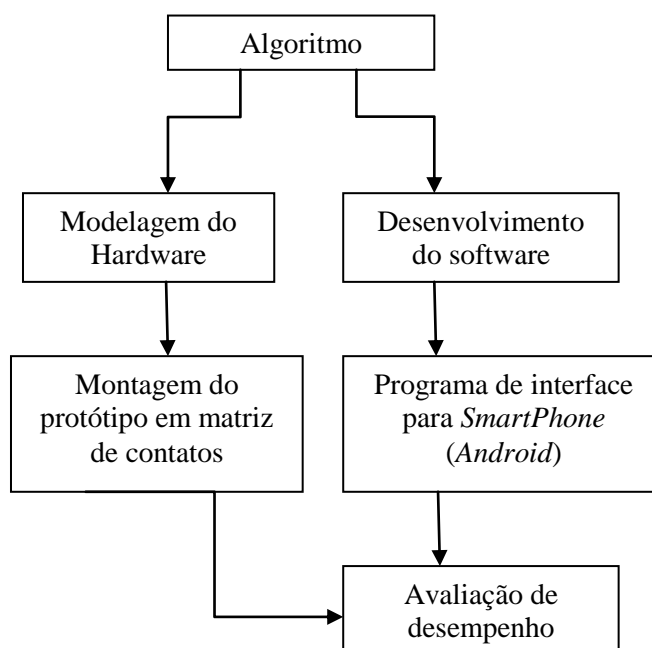 Algoritmo
Modelagem do
Hardware
Desenvolvimento
do software
Montagem do
protótipo em matriz
de contatos
Programa de interface
para SmartPhone
(Android)
Avaliação de
desempenho